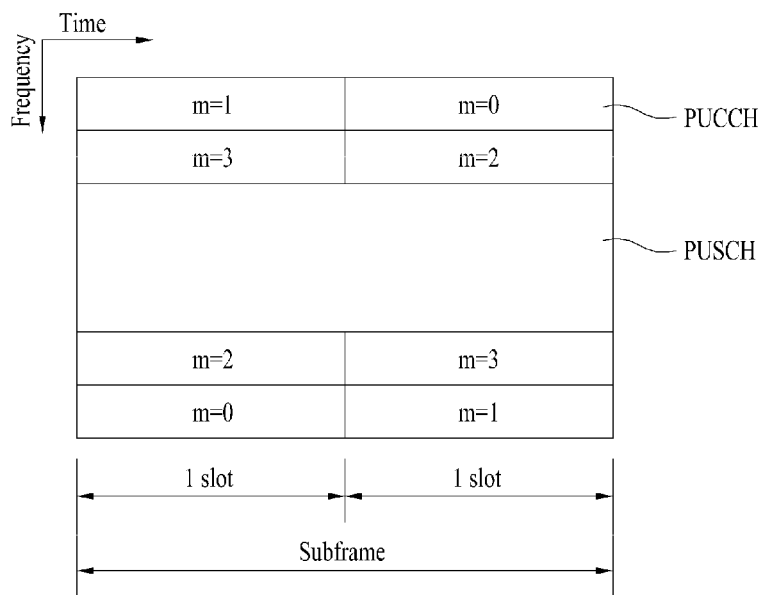 Time
Frequency
m=1 m=0
PUCCH
m=3 m=2
PUSCH
m=2 m=3
m=0 m=1
1 slot 1 slot
Subframe